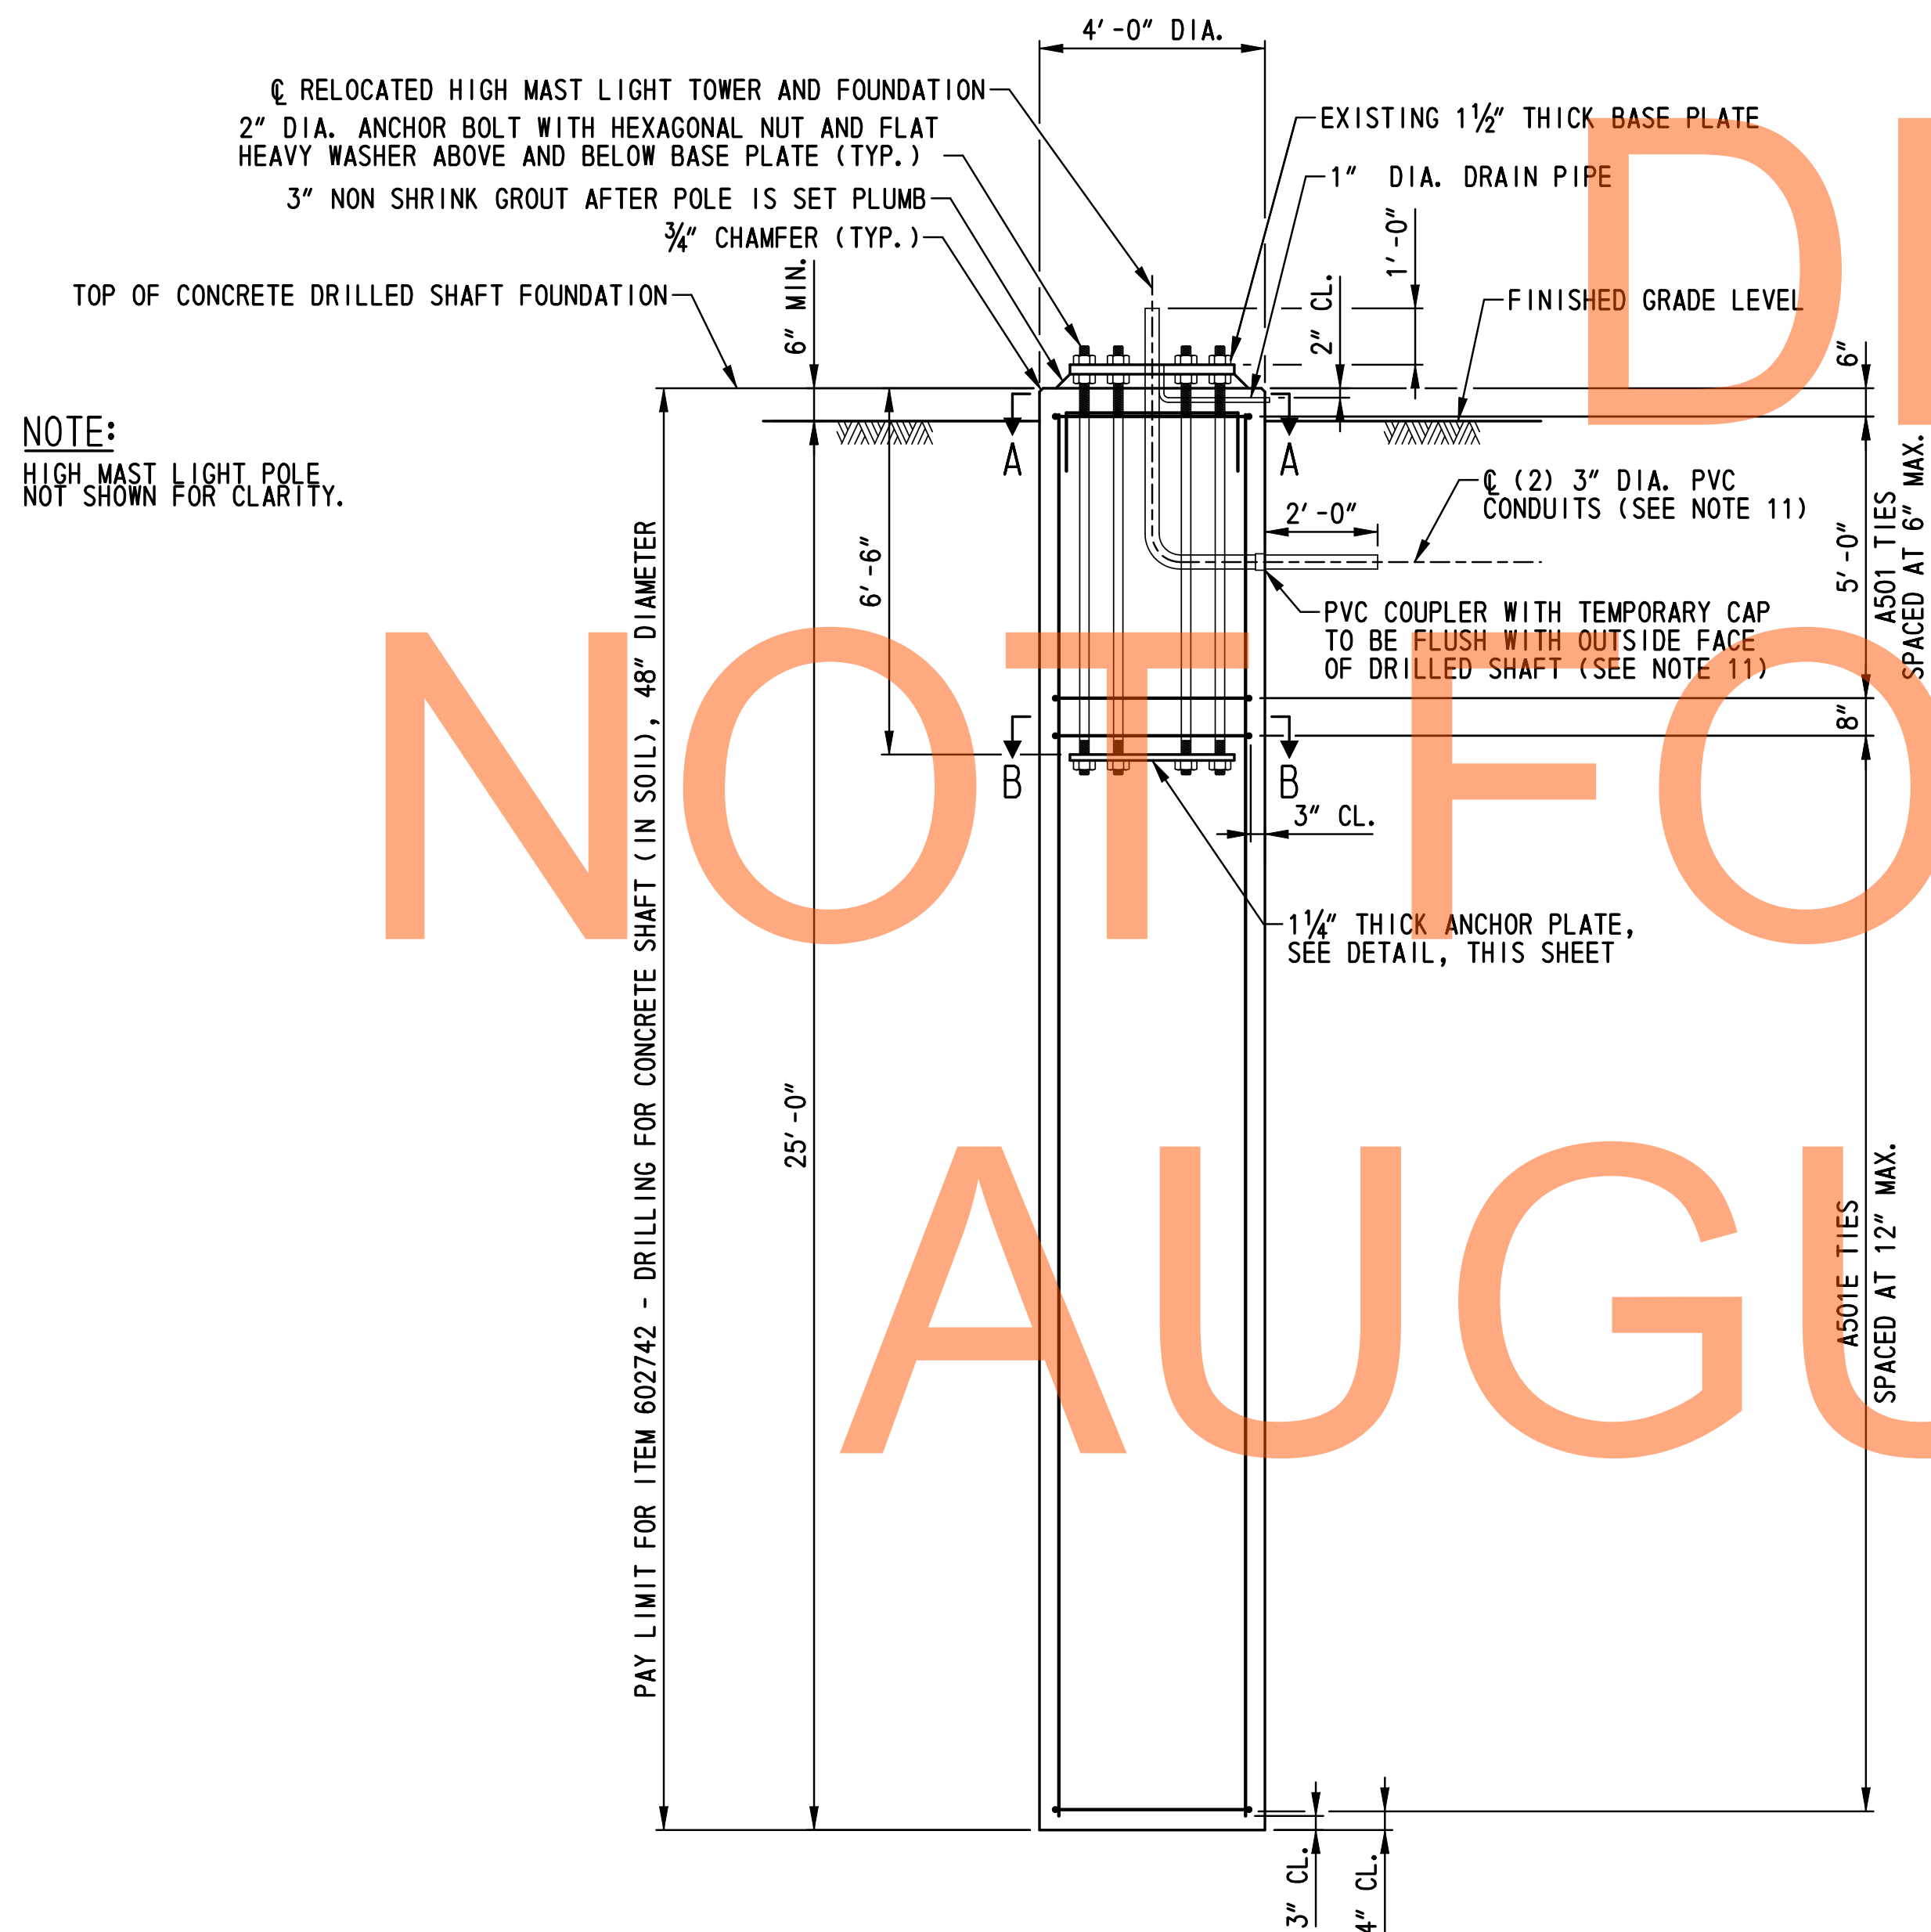 4'-0" DIA.
℄ RELOCATED HIGH MAST LIGHT TOWER AND FOUNDATION
2" DIA. ANCHOR BOLT WITH HEXAGONAL NUT AND FLAT
HEAVY WASHER ABOVE AND BELOW BASE PLATE (TYP.)
3" NON SHRINK GROUT AFTER POLE IS SET PLUMB
¾" CHAMFER (TYP.)
TOP OF CONCRETE DRILLED SHAFT FOUNDATION
6" MIN.
EXISTING 1½" THICK BASE PLATE
1" DIA. DRAIN PIPE
1'-0"
2" CL.
FINISHED GRADE LEVEL
6"
NOTE:
HIGH MAST LIGHT POLE
NOT SHOWN FOR CLARITY.
A
A
℄ (2) 3" DIA. PVC
CONDUITS (SEE NOTE 11)
2'-0"
6'-6"
5'-0"
A501 TIES
SPACED AT 6" MAX.
PVC COUPLER WITH TEMPORARY CAP
TO BE FLUSH WITH OUTSIDE FACE
OF DRILLED SHAFT (SEE NOTE 11)
8"
B
B
3" CL.
1¼" THICK ANCHOR PLATE,
SEE DETAIL, THIS SHEET
PAY LIMIT FOR ITEM 602742 - DRILLING FOR CONCRETE SHAFT (IN SOIL), 48" DIAMETER
25'-0"
A501E TIES
SPACED AT 12" MAX.
3" CL.
4" CL.
DI
NOT FO
AUGU